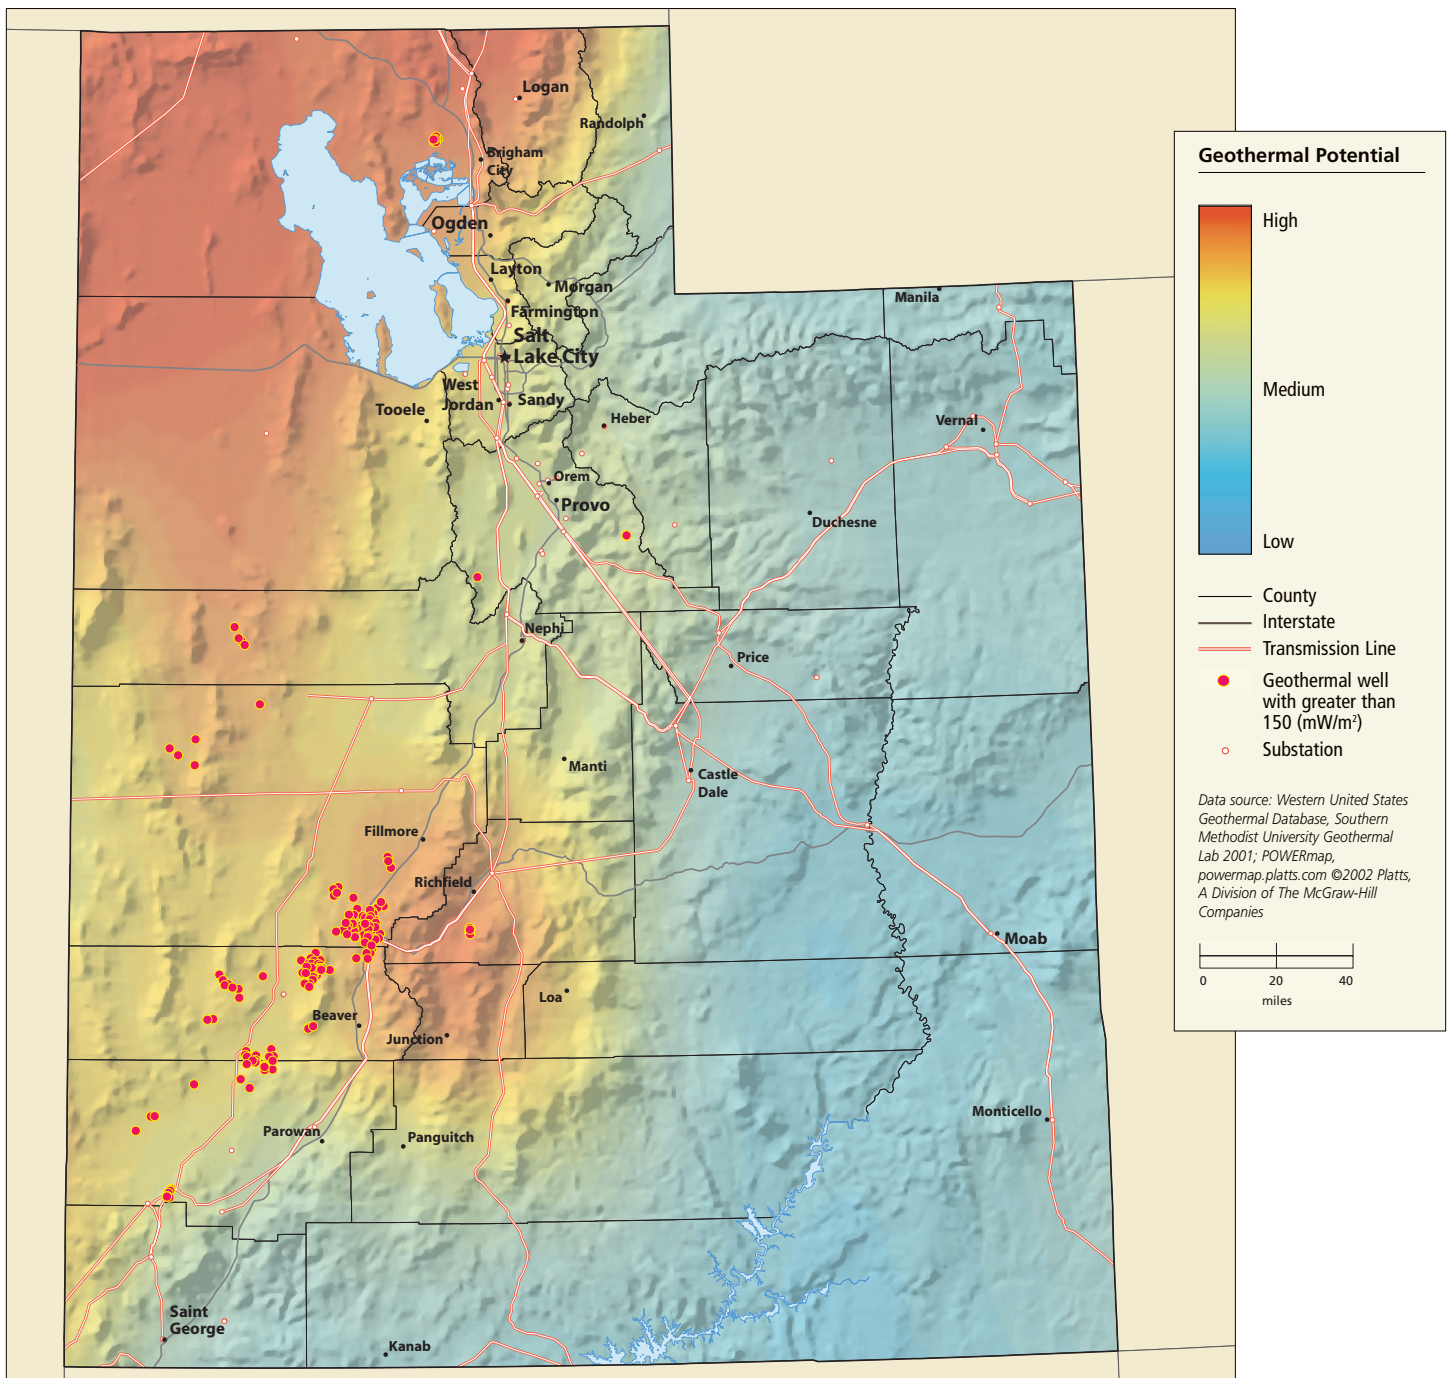 Logan
Randolph
Brigham
City
Ogden
Layton
Morgan
Farmington
Salt
Lake City
West
Jordan
Sandy
Tooele
Heber
Manila
Vernal
Orem
Provo
Duchesne
Nephi
Price
Manti
Castle
Dale
Fillmore
Richfield
Moab
Loa
Beaver
Junction
Monticello
Parowan
Panguitch
Saint
George
Kanab
Geothermal Potential
High
Medium
Low
County
Interstate
Transmission Line
Geothermal well
with greater than
150 (mW/m²)
Substation
Data source: Western United States
Geothermal Database, Southern
Methodist University Geothermal
Lab 2001; POWERmap,
powermap.platts.com ©2002 Platts,
A Division of The McGraw-Hill
Companies
0 20 40
miles